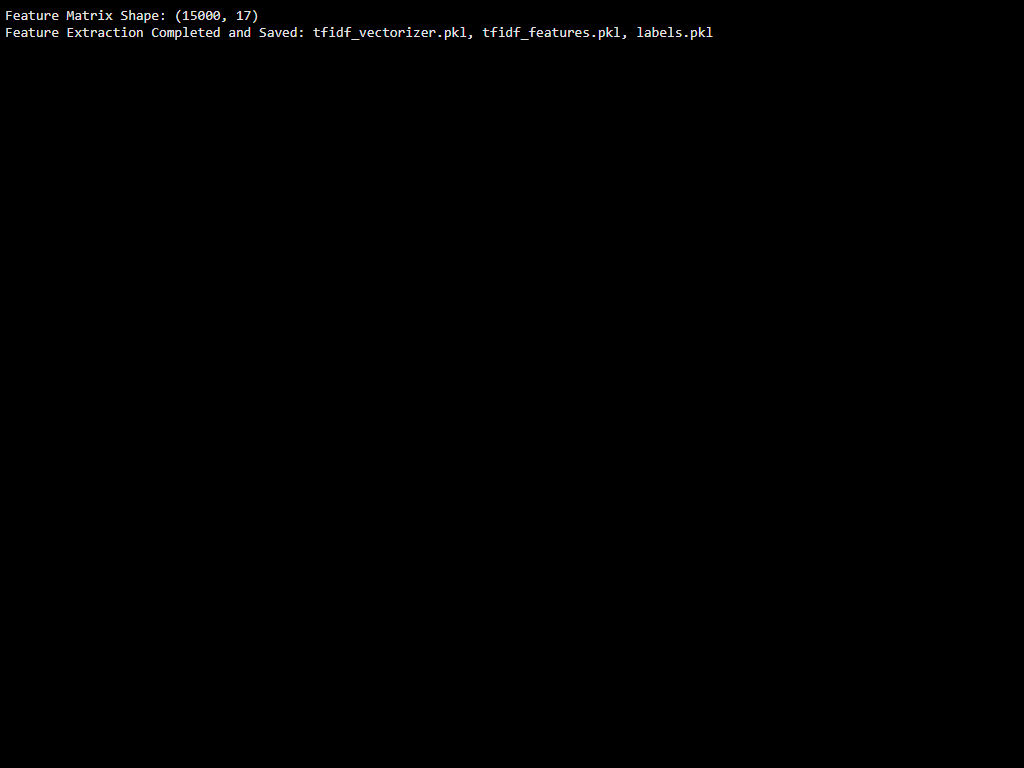 Feature Matrix Shape: (15000, 17)
Feature Extraction Completed and Saved: tfidf_vectorizer.pkl, tfidf_features.pkl, labels.pkl